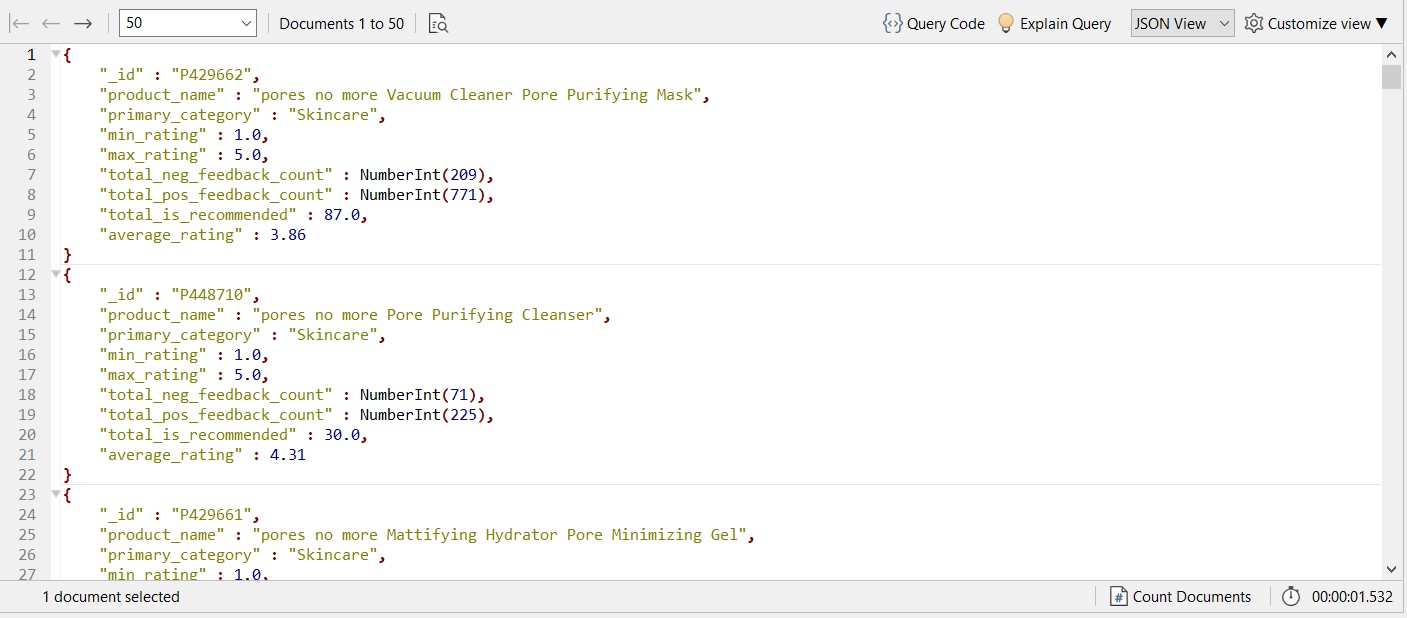 50 Documents 1 to 50 Query Code Explain Query JSON View Customize view
1 {
2 "_id" : "P429662",
3 "product_name" : "pores no more Vacuum Cleaner Pore Purifying Mask",
4 "primary_category" : "Skincare",
5 "min_rating" : 1.0,
6 "max_rating" : 5.0,
7 "total_neg_feedback_count" : NumberInt(209),
8 "total_pos_feedback_count" : NumberInt(771),
9 "total_is_recommended" : 87.0,
10 "average_rating" : 3.86
11 }
12 {
13 "_id" : "P448710",
14 "product_name" : "pores no more Pore Purifying Cleanser",
15 "primary_category" : "Skincare",
16 "min_rating" : 1.0,
17 "max_rating" : 5.0,
18 "total_neg_feedback_count" : NumberInt(71),
19 "total_pos_feedback_count" : NumberInt(225),
20 "total_is_recommended" : 30.0,
21 "average_rating" : 4.31
22 }
23 {
24 "_id" : "P429661",
25 "product_name" : "pores no more Mattifying Hydrator Pore Minimizing Gel",
26 "primary_category" : "Skincare",
27 "min_rating" : 1.0,
1 document selected # Count Documents 00:00:01.532